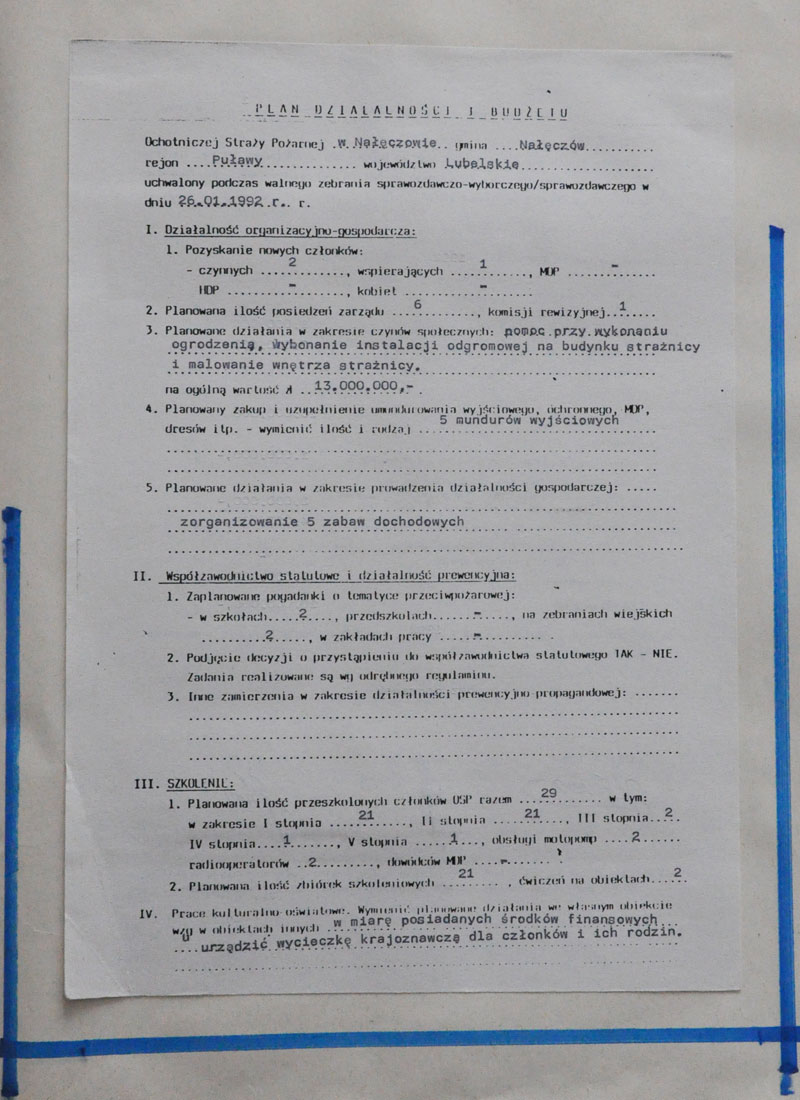 PLAN DZIAŁALNOŚCI I BUDŻETU
Ochotniczej Straży Pożarnej .w.Nałęczowie.. gmina ....Nałęczów...........
rejon ....Puławy.............. województwo .Lubelskie.....................
uchwalony podczas walnego zebrania sprawozdawczo-wyborczego/sprawozdawczego w
dniu 26.01.1992.r.. r.
I. Działalność organizacyjno-gospodarcza:
1. Pozyskanie nowych członków:
- czynnych .....2......., wspierających .....1....., MDP ......-......
HDP ........-......., kobiet ........-........
2. Planowana ilość posiedzeń zarządu ...6........, komisji rewizyjnej..1.....
3. Planowane działania w zakresie czynów społecznych: pomoc.przy.wykonaniu
ogrodzenia, wykonanie instalacji odgromowej na budynku strażnicy
i malowanie wnętrza strażnicy.
na ogólną wartość zł ..13.000.000,- .
4. Planowany zakup i uzupełnienie umundurowania wyjściowego, ochronnego, MDP,
dresów itp. - wymienić ilość i rodzaj ...5 mundurów wyjściowych.....
5. Planowane działania w zakresie prowadzenia działalności gospodarczej: .....
zorganizowanie 5 zabaw dochodowych
II. Współzawodnictwo statutowe i działalność prewencyjna:
1. Zaplanowane pogadanki o tematyce przeciwpożarowej:
- w szkołach.....2...., przedszkolach......-...., na zebraniach wiejskich
.........2....., w zakładach pracy .....-.......... .
2. Podjęcie decyzji o przystąpieniu do współzawodnictwa statutowego TAK - NIE.
Zadania realizowane są wg odrębnego regulaminu.
3. Inne zamierzenia w zakresie działalności prewencyjno propagandowej: .......
III. SZKOLENIE:
1. Planowana ilość przeszkolonych członków OSP razem ...29....... w tym:
w zakresie I stopnia ....21......, II stopnia ....21....., III stopnia..2.
IV stopnia....1......., V stopnia .....1..., obsługi motopomp ....2......
radiooperatorów ..2........, dowódców MDP ....-....... .
2. Planowana ilość zbiórek szkoleniowych ..21....... , ćwiczeń na obiektach...2..
IV. Prace kulturalno-oświatowe. Wymienić planowane działania we własnym obiekcie
wzg w obiektach innych .w miarę posiadanych środków finansowych...
....urządzić wycieczkę krajoznawczą dla członków i ich rodzin.